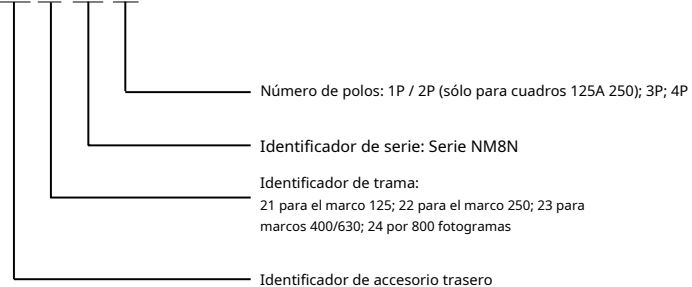 Número de polos: 1P / 2P (sólo para cuadros 125A 250); 3P; 4P
Identificador de serie: Serie NM8N
Identificador de trama:
21 para el marco 125; 22 para el marco 250; 23 para
marcos 400/630; 24 por 800 fotogramas
Identificador de accesorio trasero